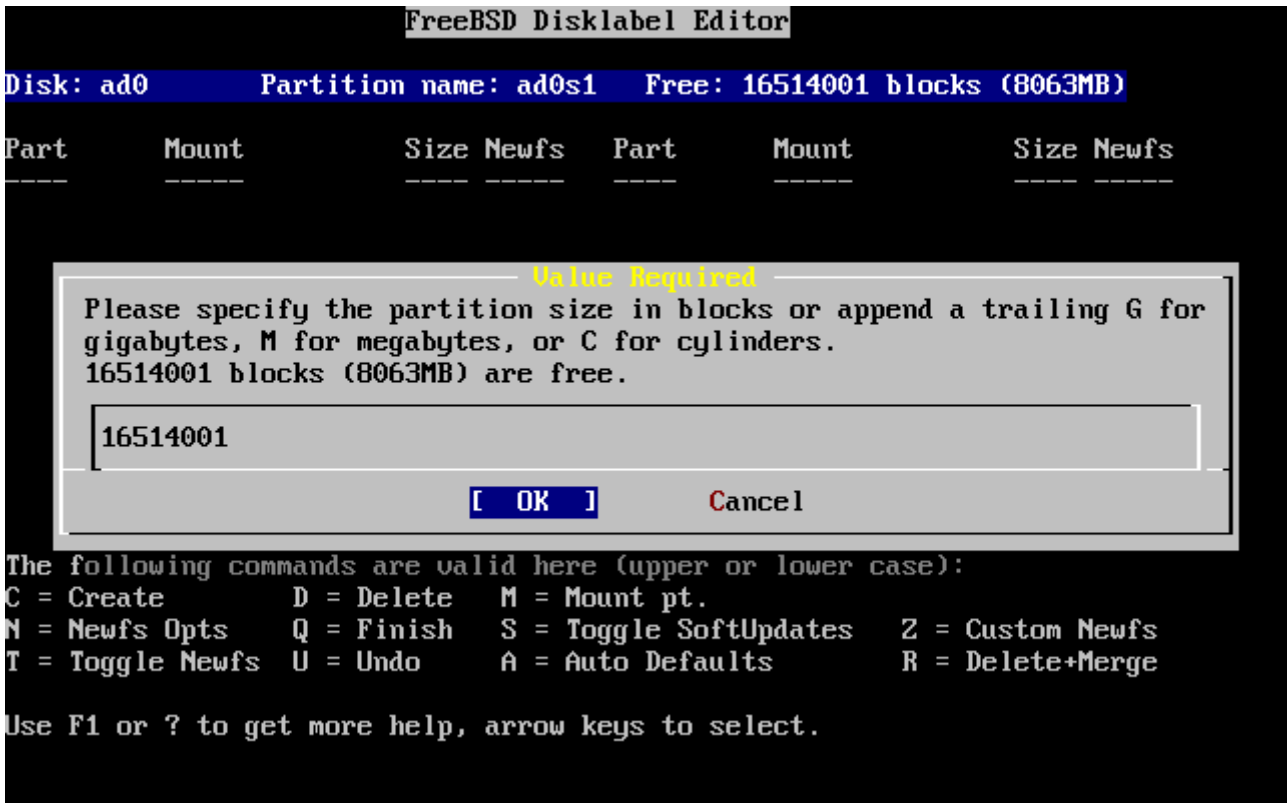 FreeBSD Disklabel Editor
Disk: ad0 Partition name: ad0s1 Free: 16514001 blocks (8063MB)
Part Mount Size Newfs Part Mount Size Newfs
---- ----- ---- ----- ---- ----- ---- -----
Value Required
Please specify the partition size in blocks or append a trailing G for
gigabytes, M for megabytes, or C for cylinders.
16514001 blocks (8063MB) are free.
16514001
[ OK ] Cancel
The following commands are valid here (upper or lower case):
C = Create D = Delete M = Mount pt.
N = Newfs Opts Q = Finish S = Toggle SoftUpdates Z = Custom Newfs
T = Toggle Newfs U = Undo A = Auto Defaults R = Delete+Merge
Use F1 or ? to get more help, arrow keys to select.